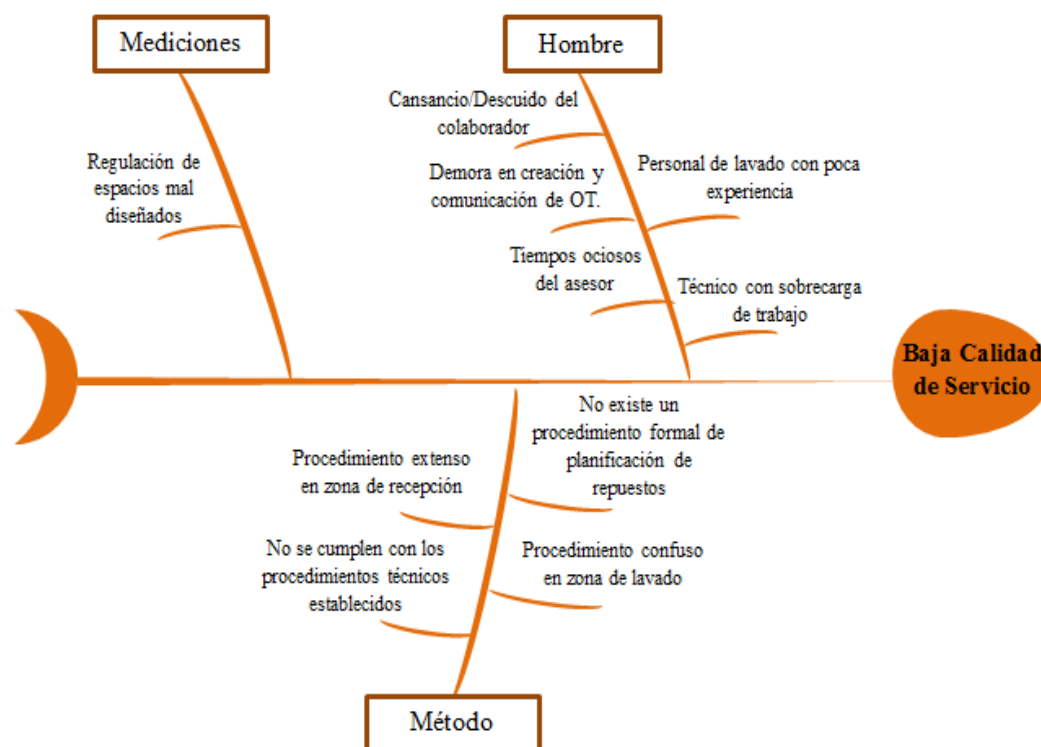 Mediciones
Hombre
Cansancio/Descuido del
colaborador
Regulación de
espacios mal
diseñados
Demora en creación y
comunicación de OT.
Personal de lavado con poca
experiencia
Tiempos ociosos
del asesor
Técnico con sobrecarga
de trabajo
Baja Calidad
de Servicio
No existe un
procedimiento formal de
planificación de
repuestos
Procedimiento extenso
en zona de recepción
No se cumplen con los
procedimientos técnicos
establecidos
Procedimiento confuso
en zona de lavado
Método